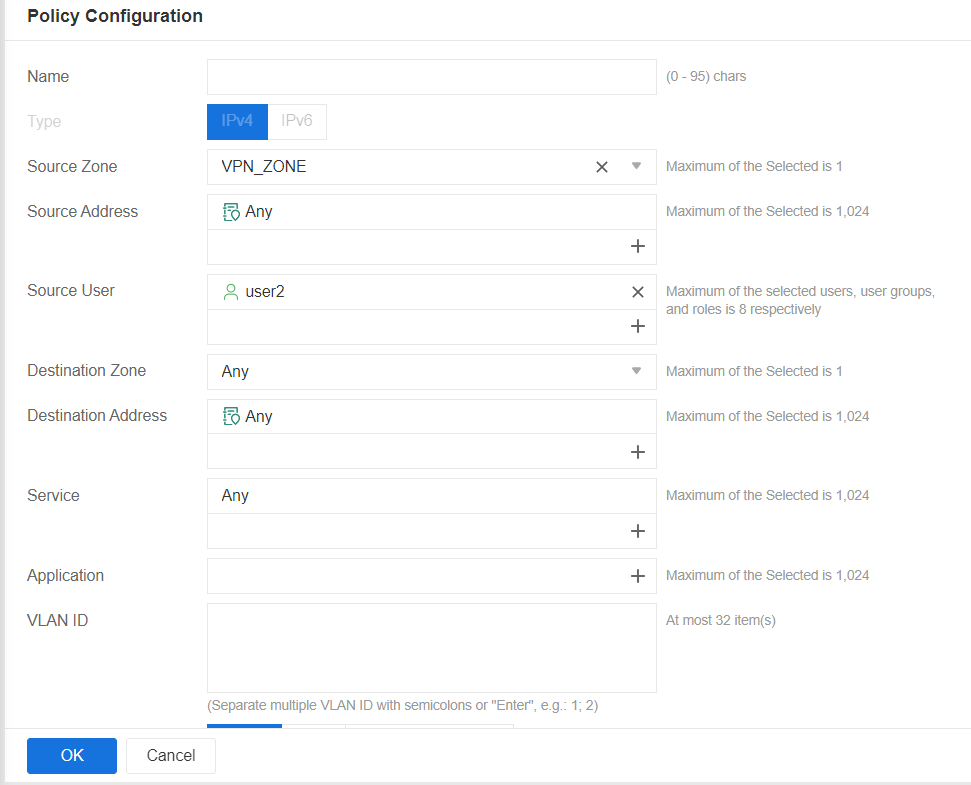 Policy Configuration
Name
(0 - 95) chars
Type
IPv4
IPv6
Source Zone
VPN_ZONE
Maximum of the Selected is 1
Source Address
Any
Maximum of the Selected is 1,024
Source User
user2
Maximum of the selected users, user groups,
and roles is 8 respectively
Destination Zone
Any
Maximum of the Selected is 1
Destination Address
Any
Maximum of the Selected is 1,024
Service
Any
Maximum of the Selected is 1,024
Application
Maximum of the Selected is 1,024
VLAN ID
At most 32 item(s)
(Separate multiple VLAN ID with semicolons or "Enter", e.g.: 1; 2)
OK
Cancel